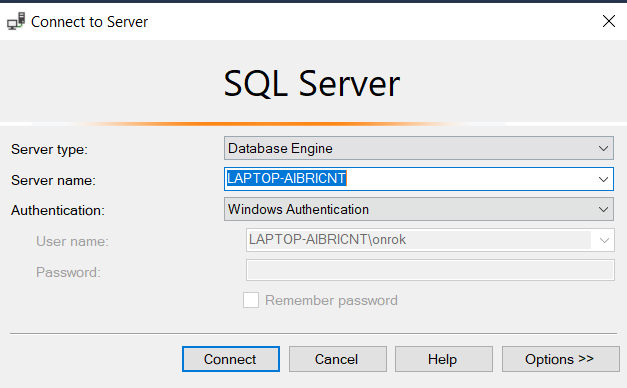 Connect to Server
SQL Server
Server type: Database Engine
Server name: LAPTOP-AIBRICNT
Authentication: Windows Authentication
User name: LAPTOP-AIBRICNT\onrok
Password:
Remember password
Connect Cancel Help Options >>